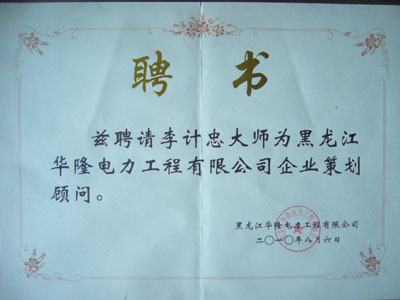 聘 书
兹聘请李计忠大师为黑龙江
华隆电力工程有限公司企业策划
顾问。
黑龙江华隆电力工程有限公司
二〇一〇年八月六日